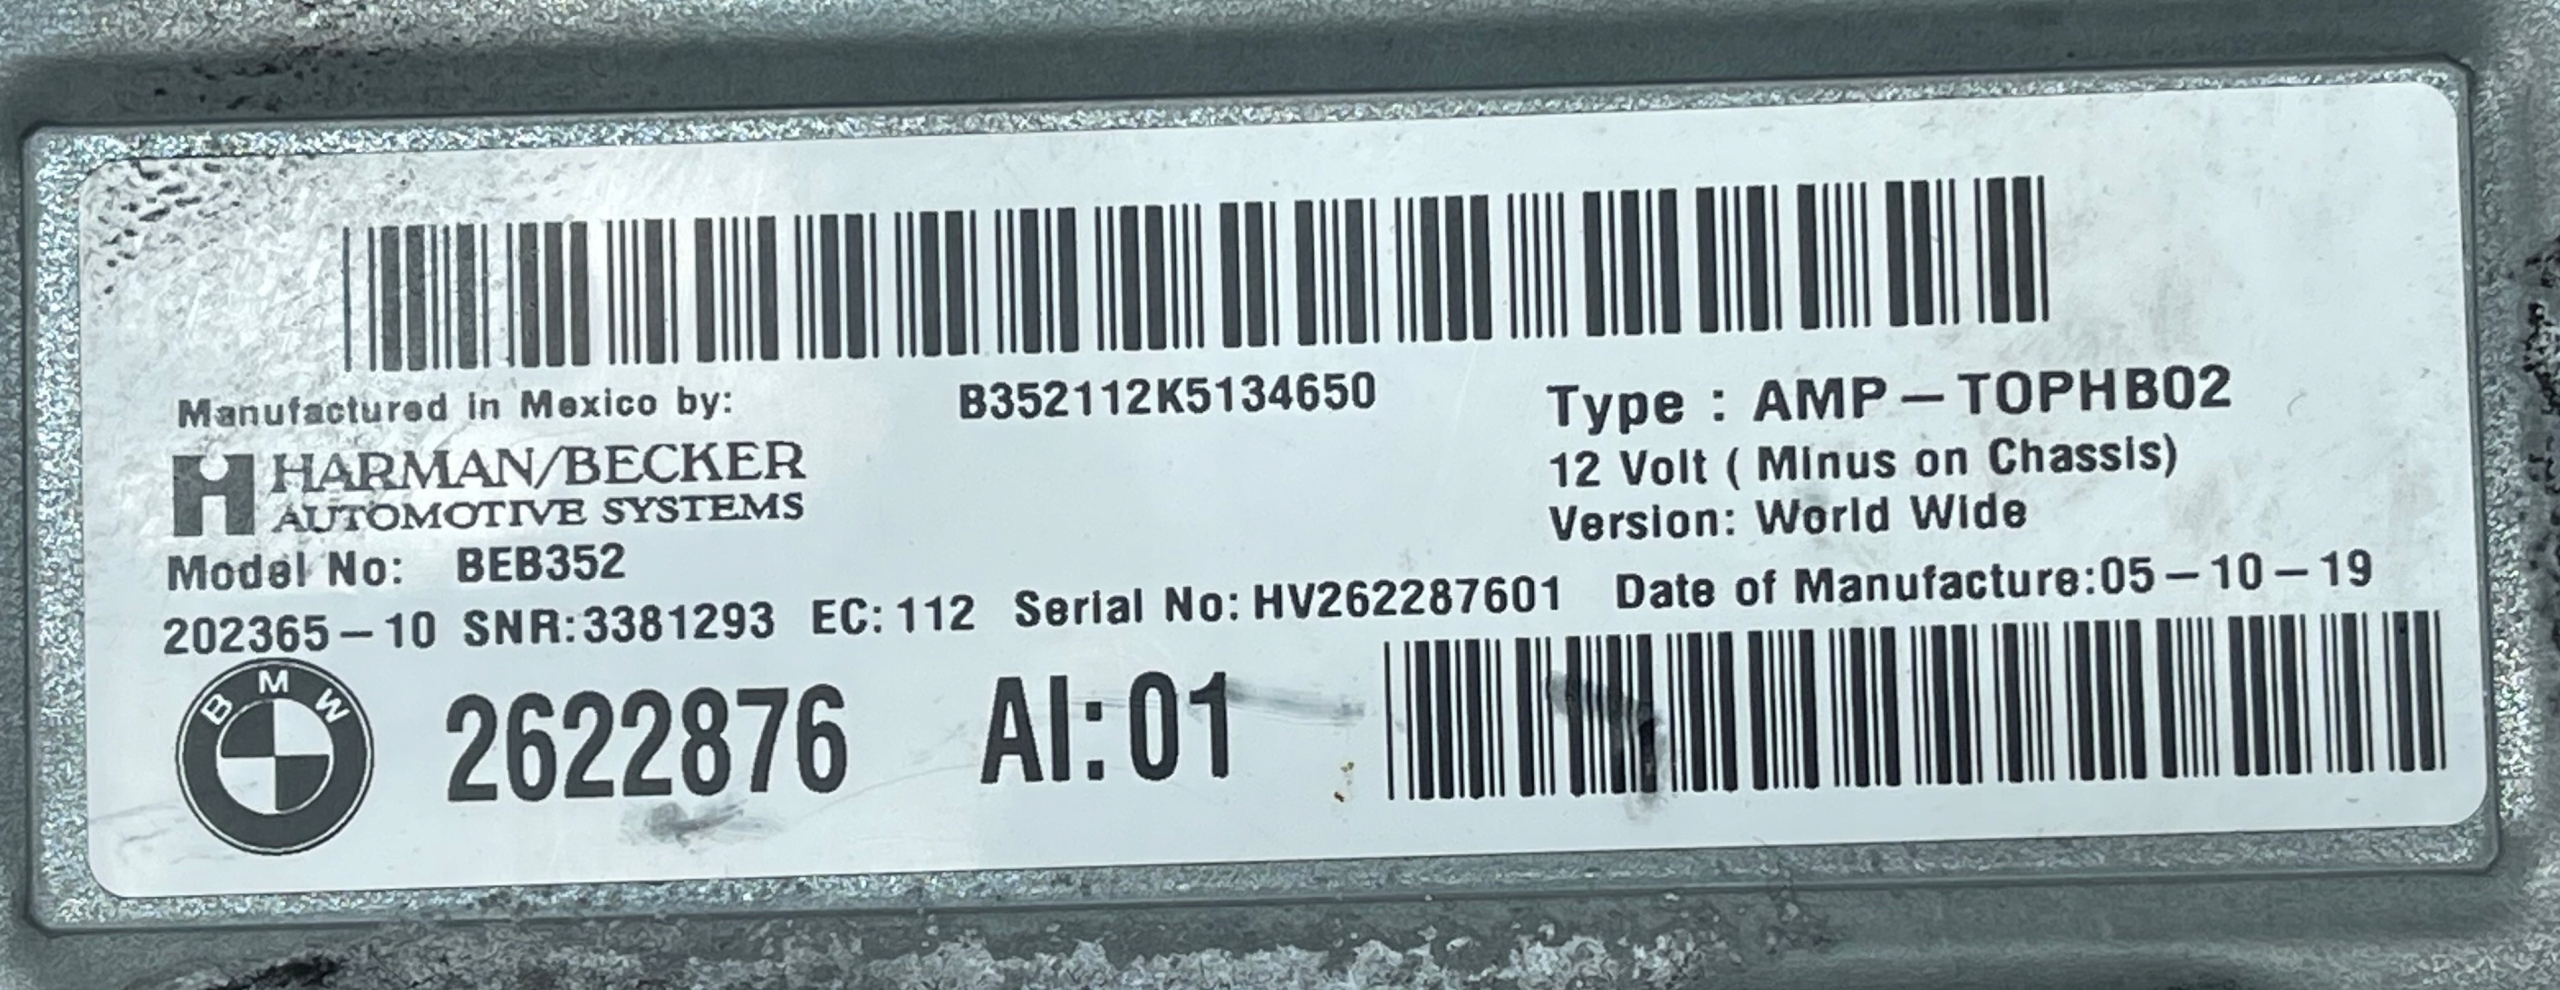 Manufactured in Mexico by:
B352112K5134650
Type : AMP-TOPHB02
HARMAN/BECKER
AUTOMOTIVE SYSTEMS
12 Volt ( Minus on Chassis)
Version: World Wide
Model No: BEB352
202365-10 SNR:3381293 EC:112 Serial No:HV262287601 Date of Manufacture:05-10-19
BMW
2622876 AI:01